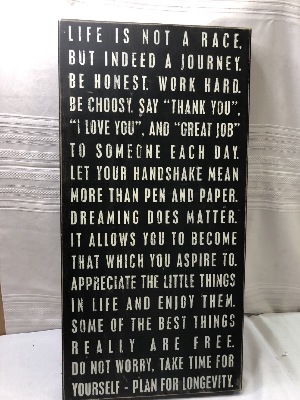 LIFE IS NOT A RACE,
BUT INDEED A JOURNEY.
BE HONEST. WORK HARD.
BE CHOOSY. SAY "THANK YOU",
"I LOVE YOU", AND "GREAT JOB"
TO SOMEONE EACH DAY.
LET YOUR HANDSHAKE MEAN
MORE THAN PEN AND PAPER.
DREAMING DOES MATTER.
IT ALLOWS YOU TO BECOME
THAT WHICH YOU ASPIRE TO.
APPRECIATE THE LITTLE THINGS
IN LIFE AND ENJOY THEM.
SOME OF THE BEST THINGS
REALLY ARE FREE.
DO NOT WORRY, TAKE TIME FOR
YOURSELF - PLAN FOR LONGEVITY.